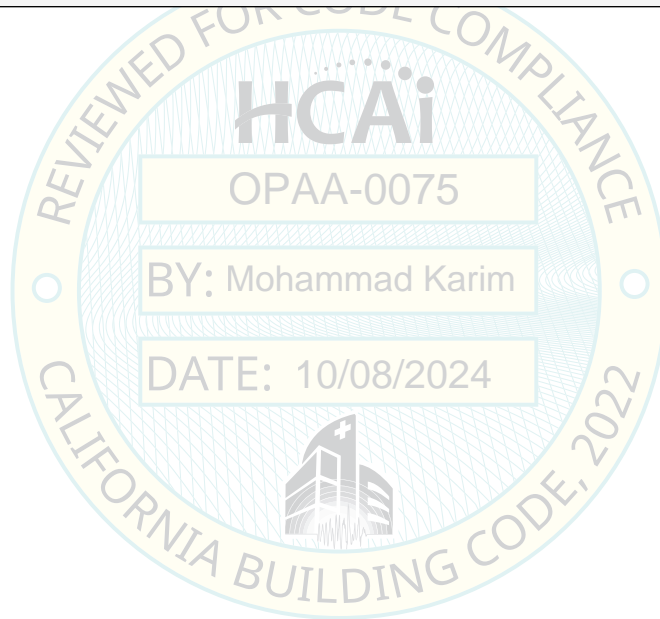 REVIEWED FOR CODE COMPLIANCE
HCAi
OPAA-0075
BY: Mohammad Karim
DATE: 10/08/2024
CALIFORNIA BUILDING CODE, 2022